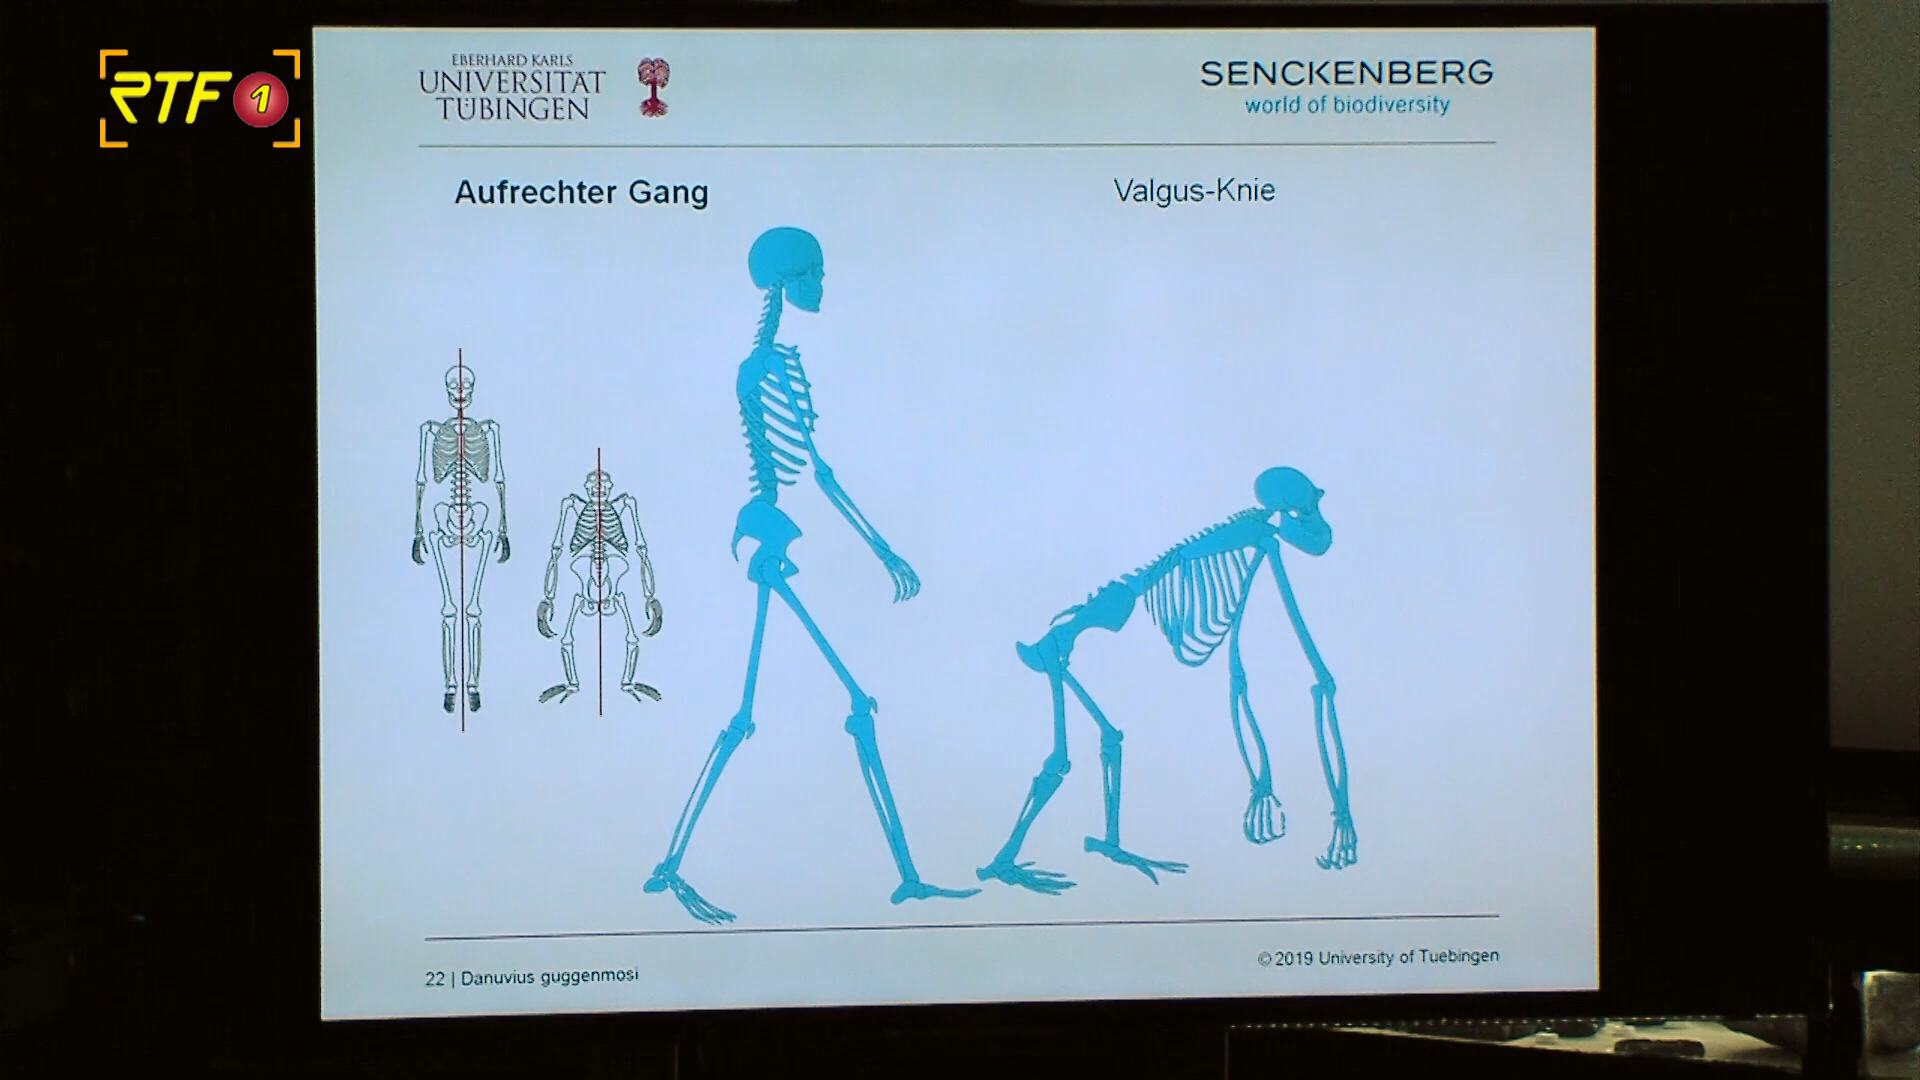 RTF 1
EBERHARD KARLS
UNIVERSITÄT
TÜBINGEN
SENCKENBERG
world of biodiversity
Aufrechter Gang
Valgus-Knie
22 | Danuvius guggenmosi
© 2019 University of Tuebingen